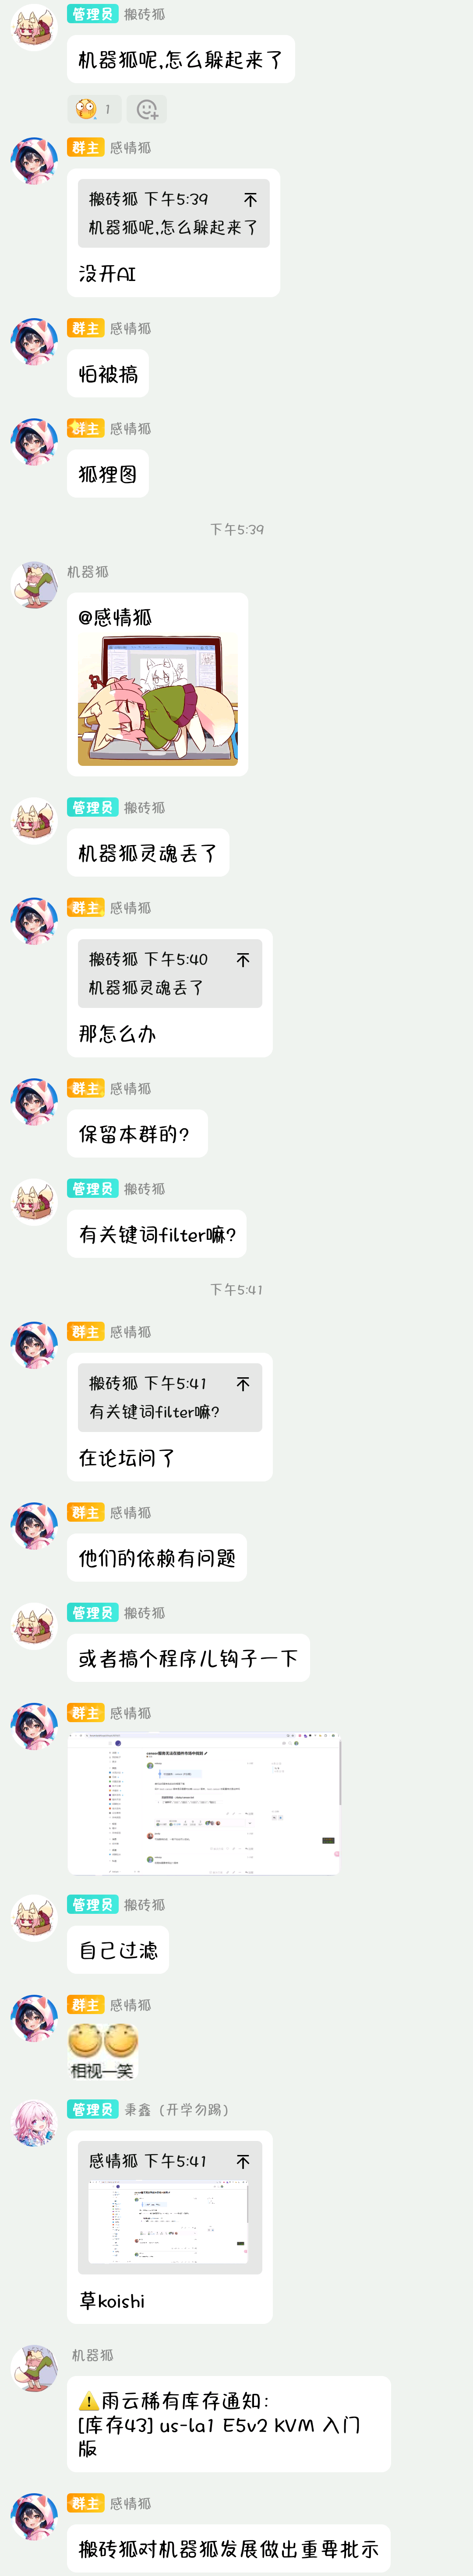 管理员 搬砖狐
机器狐呢,怎么躲起来了
1
群主 感情狐
搬砖狐 下午5:39
机器狐呢,怎么躲起来了
没开AI
群主 感情狐
怕被搞
群主 感情狐
狐狸图
下午5:39
机器狐
@感情狐
管理员 搬砖狐
机器狐灵魂丢了
群主 感情狐
搬砖狐 下午5:40
机器狐灵魂丢了
那怎么办
群主 感情狐
保留本群的?
管理员 搬砖狐
有关键词filter嘛?
下午5:41
群主 感情狐
搬砖狐 下午5:41
有关键词filter嘛?
在论坛问了
群主 感情狐
他们的依赖有问题
管理员 搬砖狐
或者搞个程序儿钩子一下
群主 感情狐
管理员 搬砖狐
自己过滤
群主 感情狐
相视一笑
管理员 秉鑫（开学勿踢）
感情狐 下午5:41
草koishi
机器狐
⚠️雨云稀有库存通知:
[库存43] us-la1 E5v2 KVM 入门
版
群主 感情狐
搬砖狐对机器狐发展做出重要批示